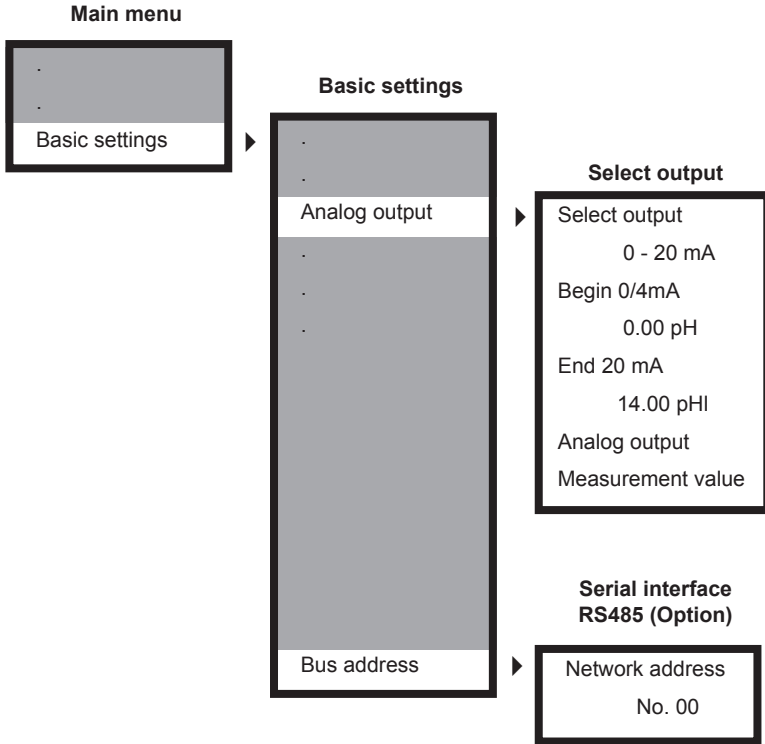 Main menu
.
.
Basic settings
Basic settings
.
.
Analog output
.
.
.
Bus address
Select output
Select output
0 - 20 mA
Begin 0/4mA
0.00 pH
End 20 mA
14.00 pHl
Analog output
Measurement value
Serial interface
RS485 (Option)
Network address
No. 00